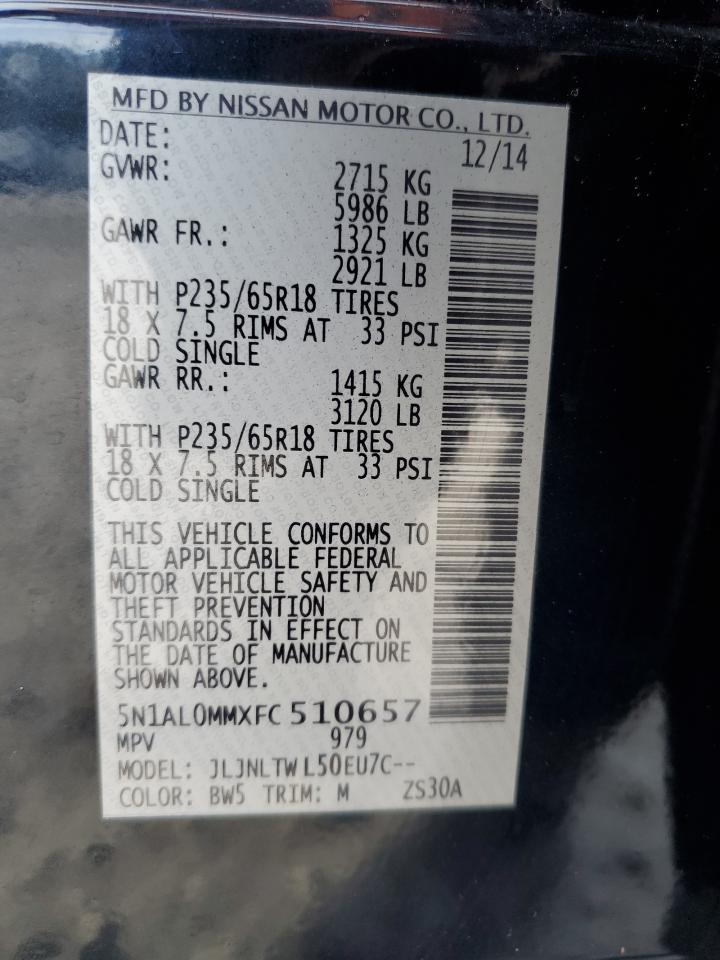 MFD BY NISSAN MOTOR CO., LTD.
DATE: 12/14
GVWR: 2715 KG
5986 LB
GAWR FR.: 1325 KG
2921 LB
WITH P235/65R18 TIRES
18 X 7.5 RIMS AT 33 PSI
COLD SINGLE
GAWR RR.: 1415 KG
3120 LB
WITH P235/65R18 TIRES
18 X 7.5 RIMS AT 33 PSI
COLD SINGLE
THIS VEHICLE CONFORMS TO
ALL APPLICABLE FEDERAL
MOTOR VEHICLE SAFETY AND
THEFT PREVENTION
STANDARDS IN EFFECT ON
THE DATE OF MANUFACTURE
SHOWN ABOVE.
5N1AL0MMXFC 510657
MPV 979
MODEL: JLJNLTW L50EU7C--
COLOR: BW5 TRIM: M ZS30A